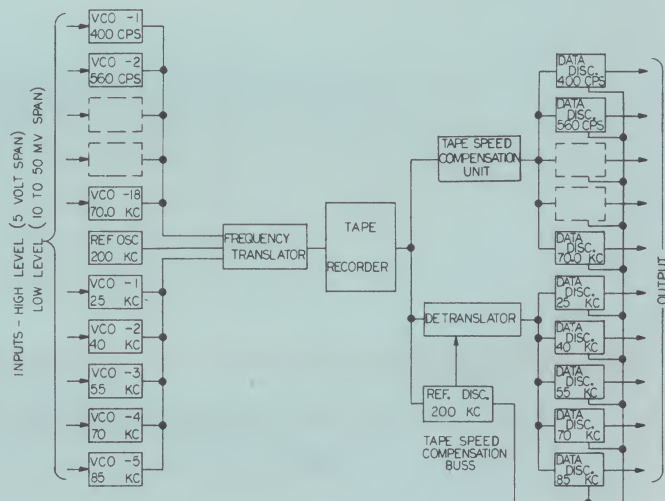 INPUTS - HIGH LEVEL (5 VOLT SPAN)
LOW LEVEL (10 TO 50 MV SPAN)
VCO -1
400 CPS
VCO -2
560 CPS
VCO -18
70.0 KC
REF OSC
200 KC
VCO -1
25 KC
VCO -2
40 KC
VCO -3
55 KC
VCO -4
70 KC
VCO -5
85 KC
FREQUENCY
TRANSLATOR
TAPE
RECORDER
TAPE SPEED
COMPENSATION
UNIT
DETRANSLATOR
REF. DISC.
200 KC
TAPE SPEED
COMPENSATION
BUSS
DATA
DISC.
400 CPS
DATA
DISC.
560 CPS
DATA
DISC.
70.0 KC
DATA
DISC.
25 KC
DATA
DISC.
40 KC
DATA
DISC.
55 KC
DATA
DISC.
70 KC
DATA
DISC.
85 KC
OUTPUT